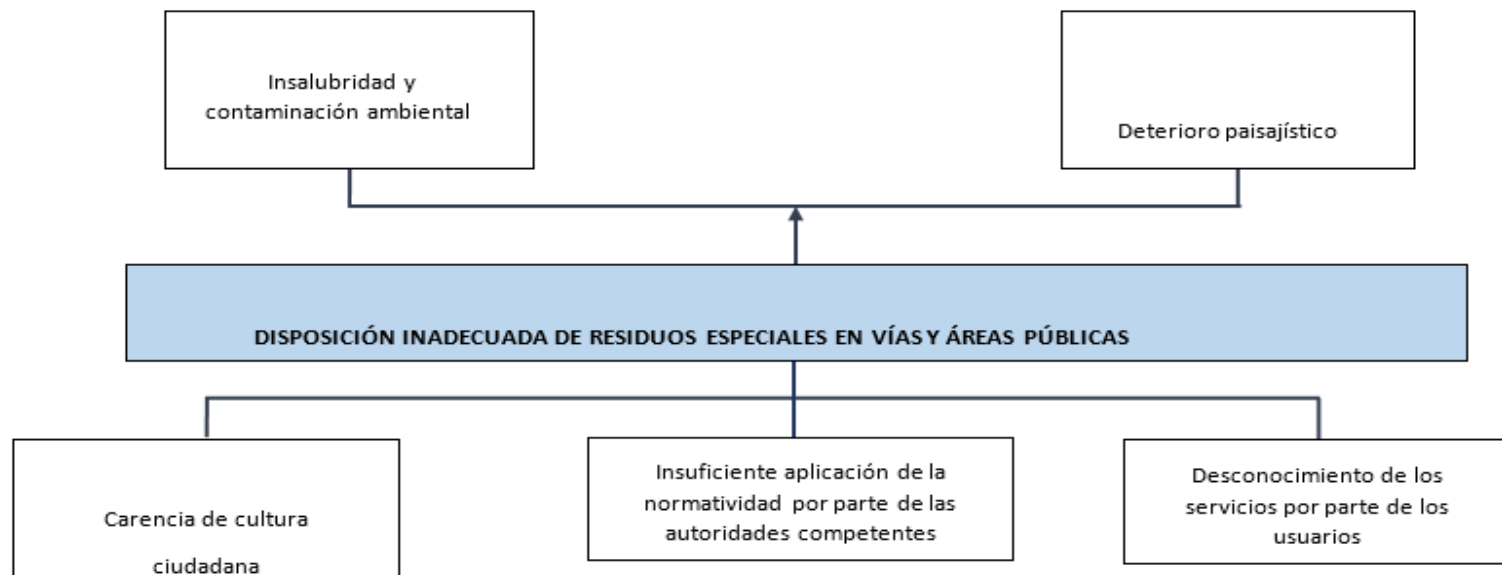 Insalubridad y
contaminación ambiental
Deterioro paisajístico
DISPOSICIÓN INADECUADA DE RESIDUOS ESPECIALES EN VÍAS Y ÁREAS PÚBLICAS
Carencia de cultura
ciudadana
Insuficiente aplicación de la
normatividad por parte de las
autoridades competentes
Desconocimiento de los
servicios por parte de los
usuarios